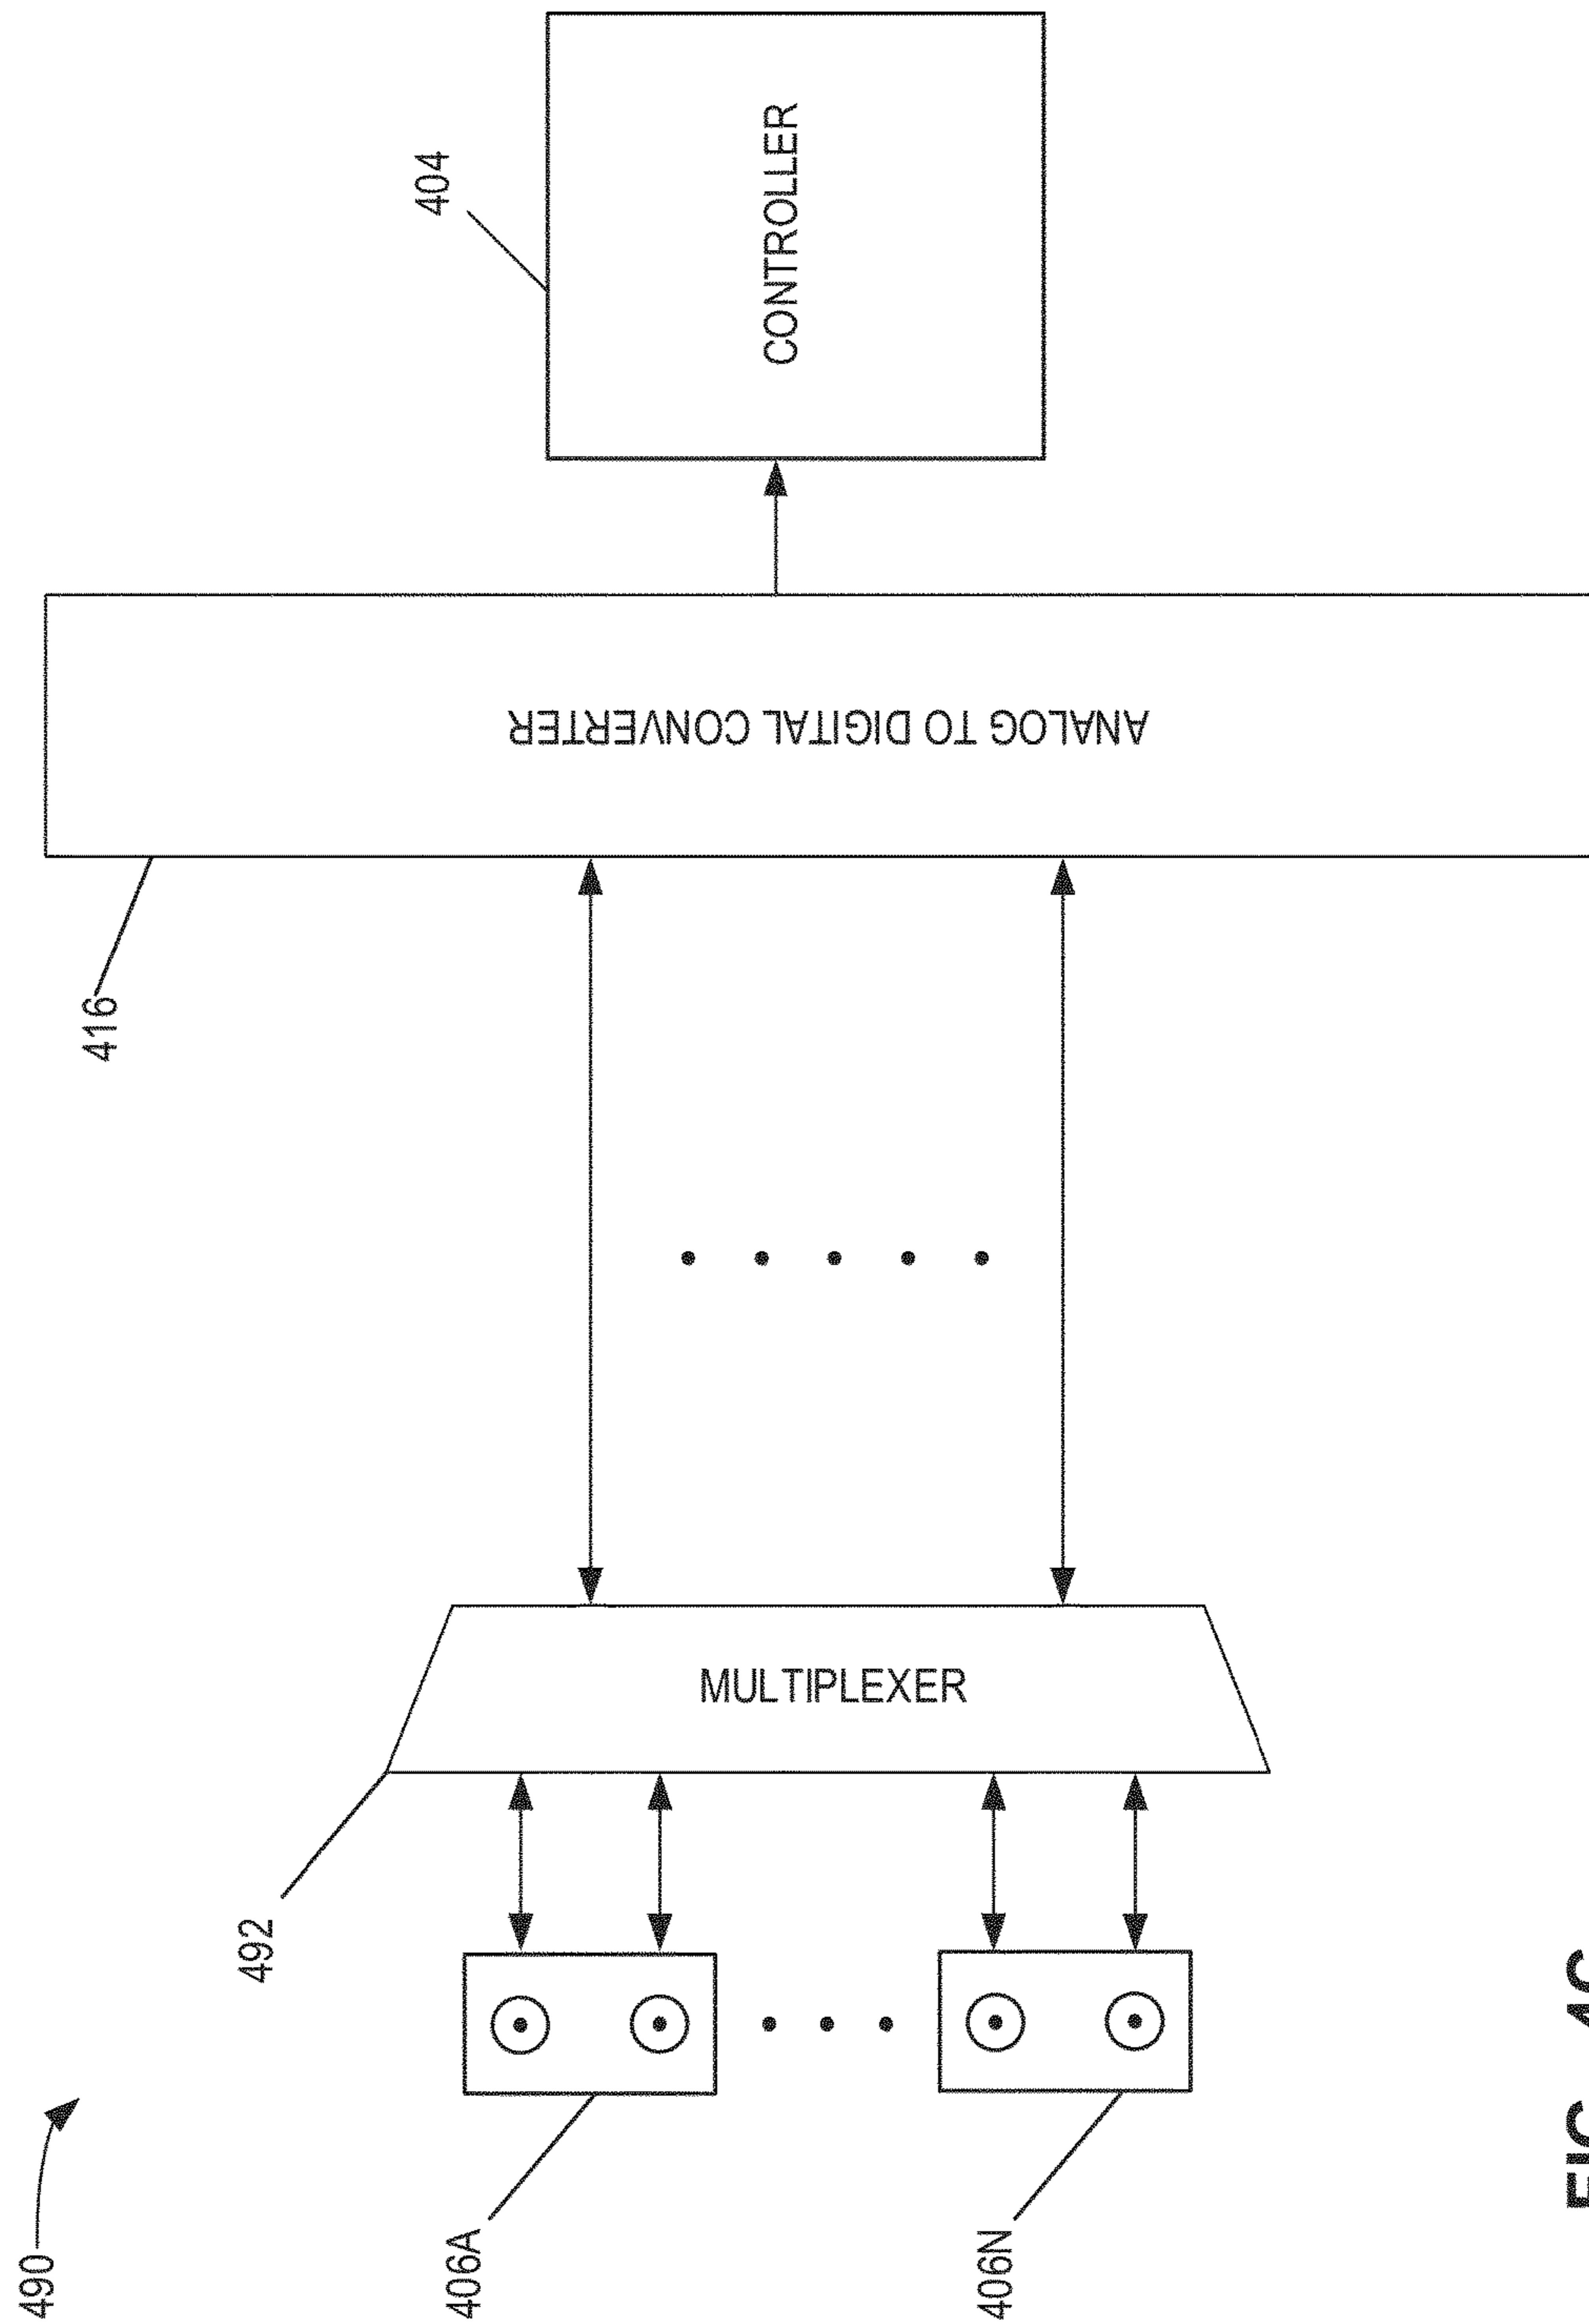 490
406A
406N
492
MULTIPLEXER
416
ANALOG TO DIGITAL CONVERTER
404
CONTROLLER